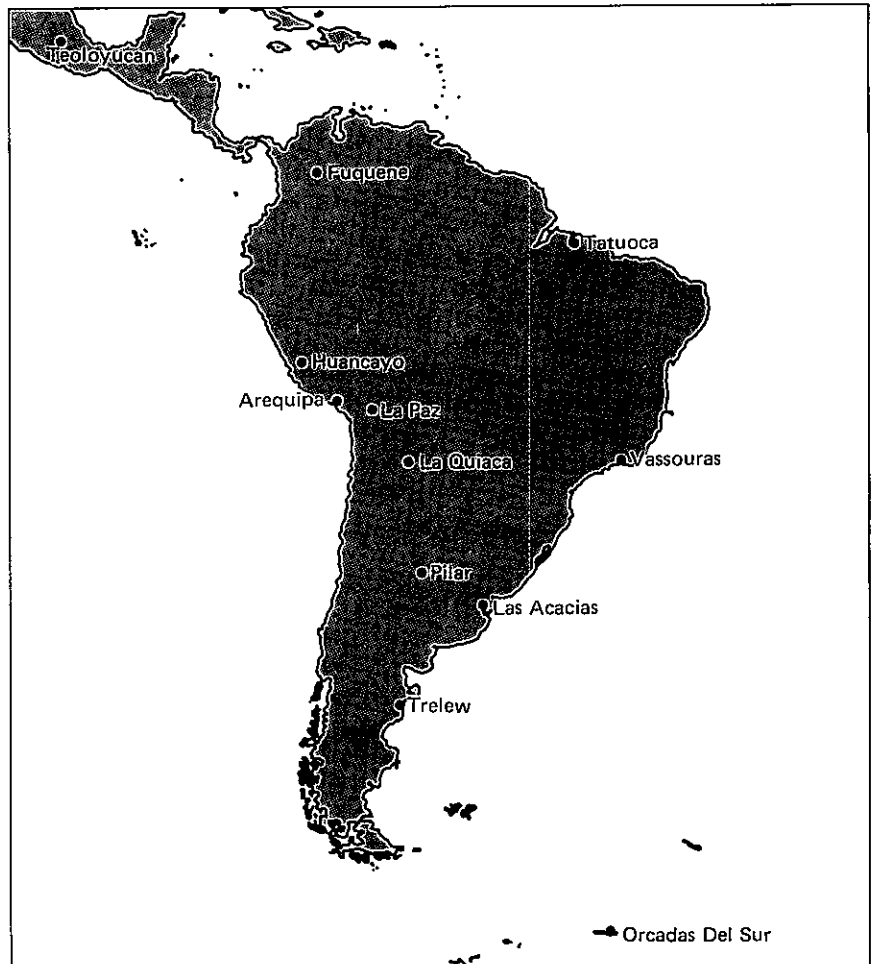 Teoloyucan
Fuquene
Tatuoca
Huancayo
Arequipa
La Paz
La Quiaca
Vassouras
Pilar
Las Acacias
Trelew
Orcadas Del Sur